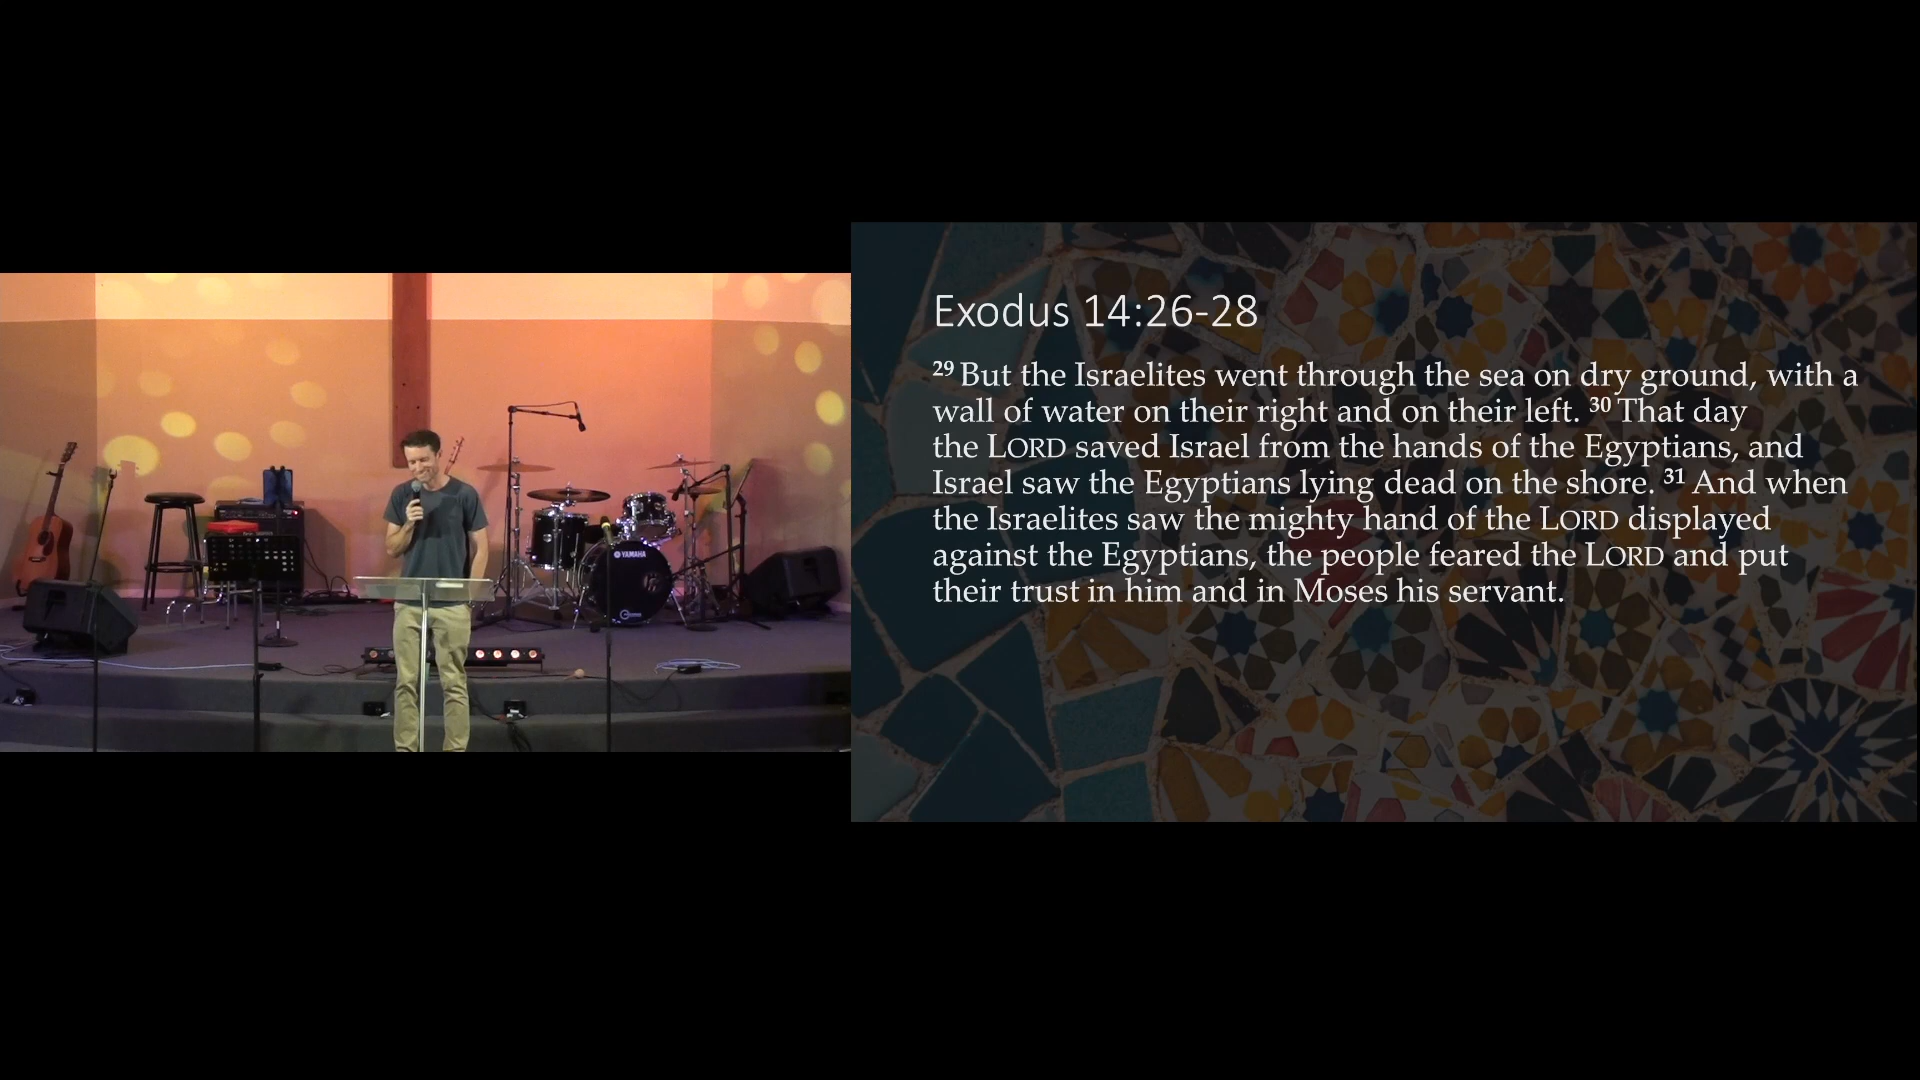 Exodus 14:26-28
29 But the Israelites went through the sea on dry ground, with a
wall of water on their right and on their left. 30 That day
the LORD saved Israel from the hands of the Egyptians, and
Israel saw the Egyptians lying dead on the shore. 31 And when
the Israelites saw the mighty hand of the LORD displayed
against the Egyptians, the people feared the LORD and put
their trust in him and in Moses his servant.
YAMAHA